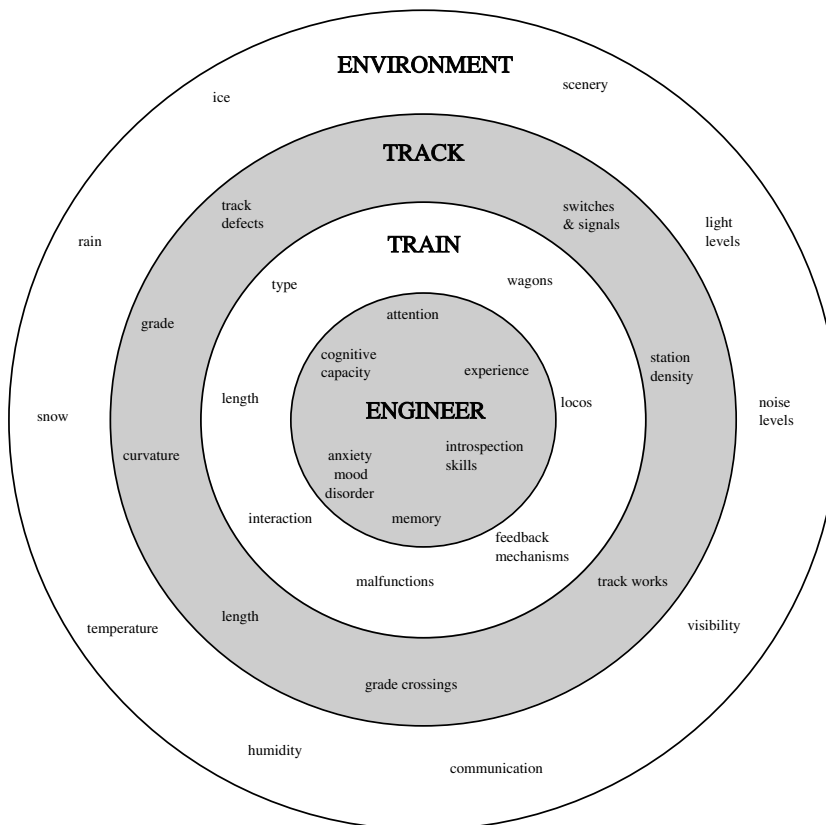 ENVIRONMENT
scenery
ice
TRACK
track
defects
switches
& signals
light
levels
rain
TRAIN
type
wagons
attention
grade
cognitive
capacity
experience
station
density
length
locos
noise
levels
snow
ENGINEER
curvature
anxiety
mood
disorder
introspection
skills
interaction
memory
feedback
mechanisms
malfunctions
track works
length
temperature
visibility
grade crossings
humidity
communication